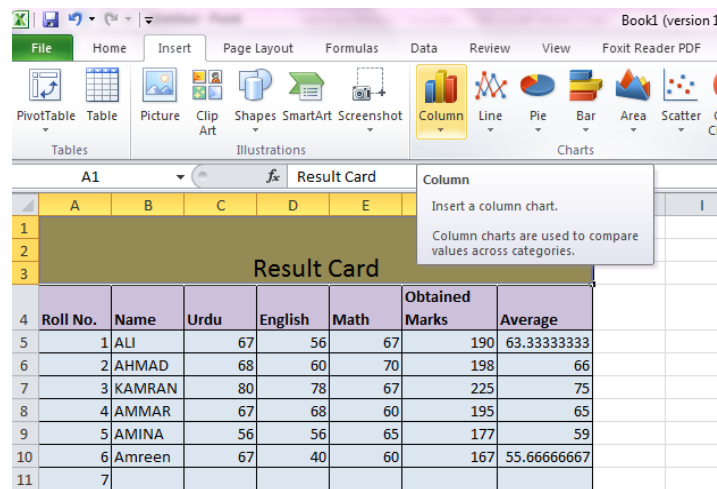 Book1 (version 1
File Home Insert Page Layout Formulas Data Review View Foxit Reader PDF
PivotTable Table Picture Clip Art Shapes SmartArt Screenshot Column Line Pie Bar Area Scatter
Tables Illustrations Charts
A1 fx Result Card
Column
Insert a column chart.
Column charts are used to compare
values across categories.
A B C D E I
1
2
3 Result Card
4 Roll No. Name Urdu English Math Obtained Marks Average
5 1 ALI 67 56 67 190 63.33333333
6 2 AHMAD 68 60 70 198 66
7 3 KAMRAN 80 78 67 225 75
8 4 AMMAR 67 68 60 195 65
9 5 AMINA 56 56 65 177 59
10 6 Amreen 67 40 60 167 55.66666667
11 7